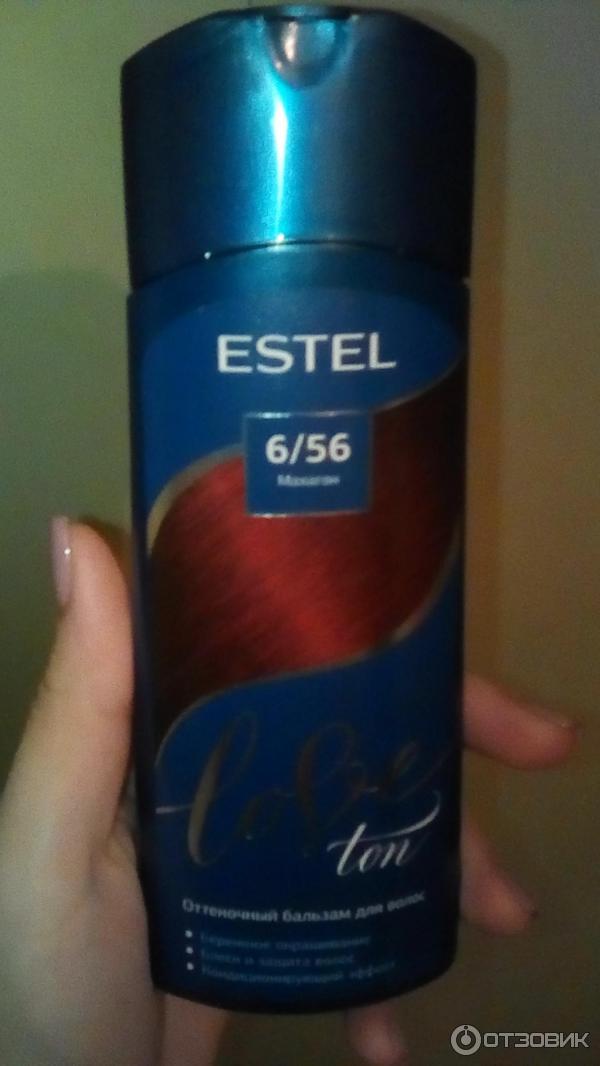 ESTEL
6/56
Махагон
love
ton
Оттеночный бальзам для волос
• Бережное окрашивание
• Блеск и защита волос
• Кондиционирующий эффект
ОТЗОВИК